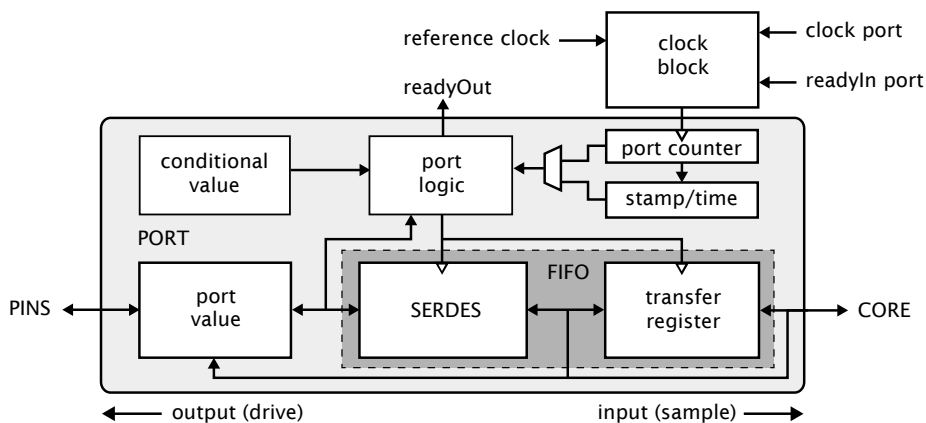 reference clock
clock
block
clock port
readyIn port
readyOut
conditional
value
port
logic
port counter
stamp/time
PORT
FIFO
PINS
port
value
SERDES
transfer
register
CORE
output (drive)
input (sample)